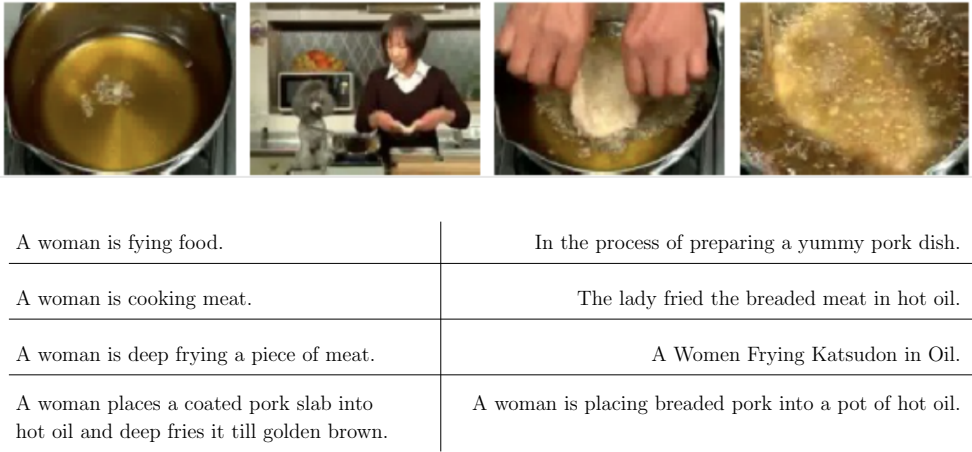 A woman is fying food.
In the process of preparing a yummy pork dish.
A woman is cooking meat.
The lady fried the breaded meat in hot oil.
A woman is deep frying a piece of meat.
A Women Frying Katsudon in Oil.
A woman places a coated pork slab into
hot oil and deep fries it till golden brown.
A woman is placing breaded pork into a pot of hot oil.